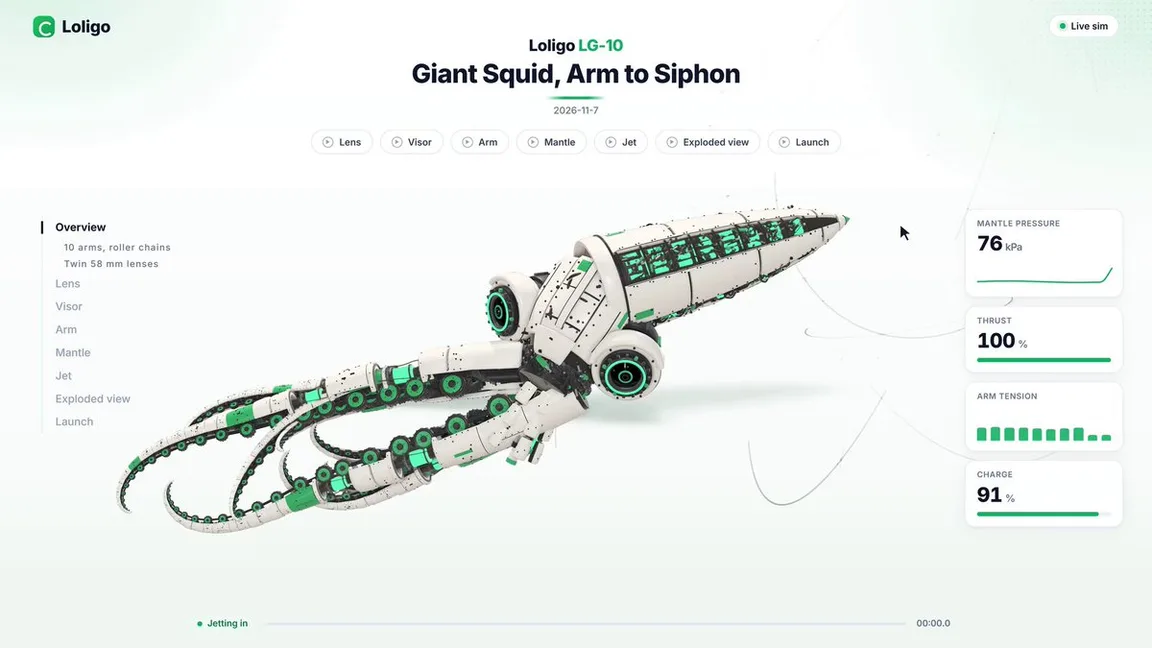 Loligo
Live sim
Loligo LG-10
Giant Squid, Arm to Siphon
2026-11-7
Lens
Visor
Arm
Mantle
Jet
Exploded view
Launch
Overview
10 arms, roller chains
Twin 58 mm lenses
Lens
Visor
Arm
Mantle
Jet
Exploded view
Launch
MANTLE PRESSURE
76 kPa
THRUST
100 %
ARM TENSION
CHARGE
91 %
Jetting in
00:00.0